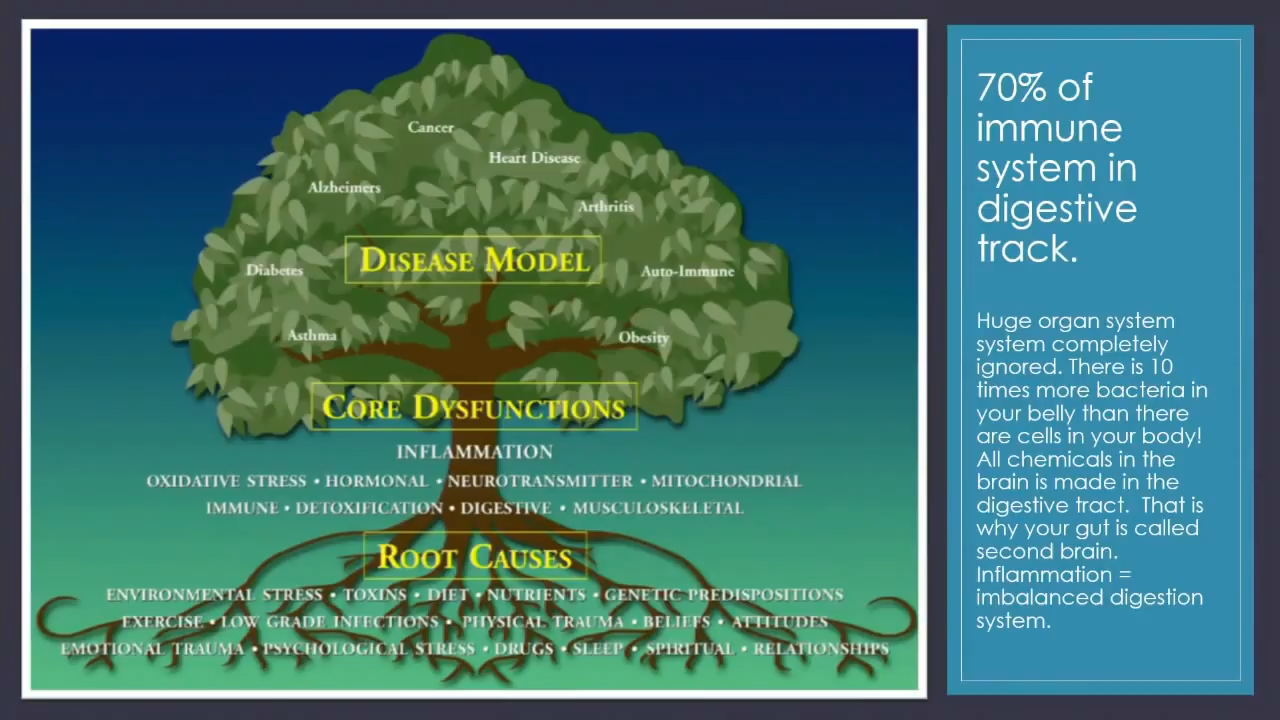 Cancer
Heart Disease
Alzheimers
Arthritis
DISEASE MODEL
Diabetes
Auto-Immune
Asthma
Obesity
CORE DYSFUNCTIONS
INFLAMMATION
OXIDATIVE STRESS • HORMONAL • NEUROTRANSMITTER • MITOCHONDRIAL
IMMUNE • DETOXIFICATION • DIGESTIVE • MUSCULOSKELETAL
ROOT CAUSES
ENVIRONMENTAL STRESS • TOXINS • DIET • NUTRIENTS • GENETIC PREDISPOSITIONS
EXERCISE • LOW GRADE INFECTIONS • PHYSICAL TRAUMA • BELIEFS • ATTITUDES
EMOTIONAL TRAUMA • PSYCHOLOGICAL STRESS • DRUGS • SLEEP • SPIRITUAL • RELATIONSHIPS
70% of
immune
system in
digestive
track.
Huge organ system
system completely
ignored. There is 10
times more bacteria in
your belly than there
are cells in your body!
All chemicals in the
brain is made in the
digestive tract.  That is
why your gut is called
second brain.
Inflammation =
imbalanced digestion
system.